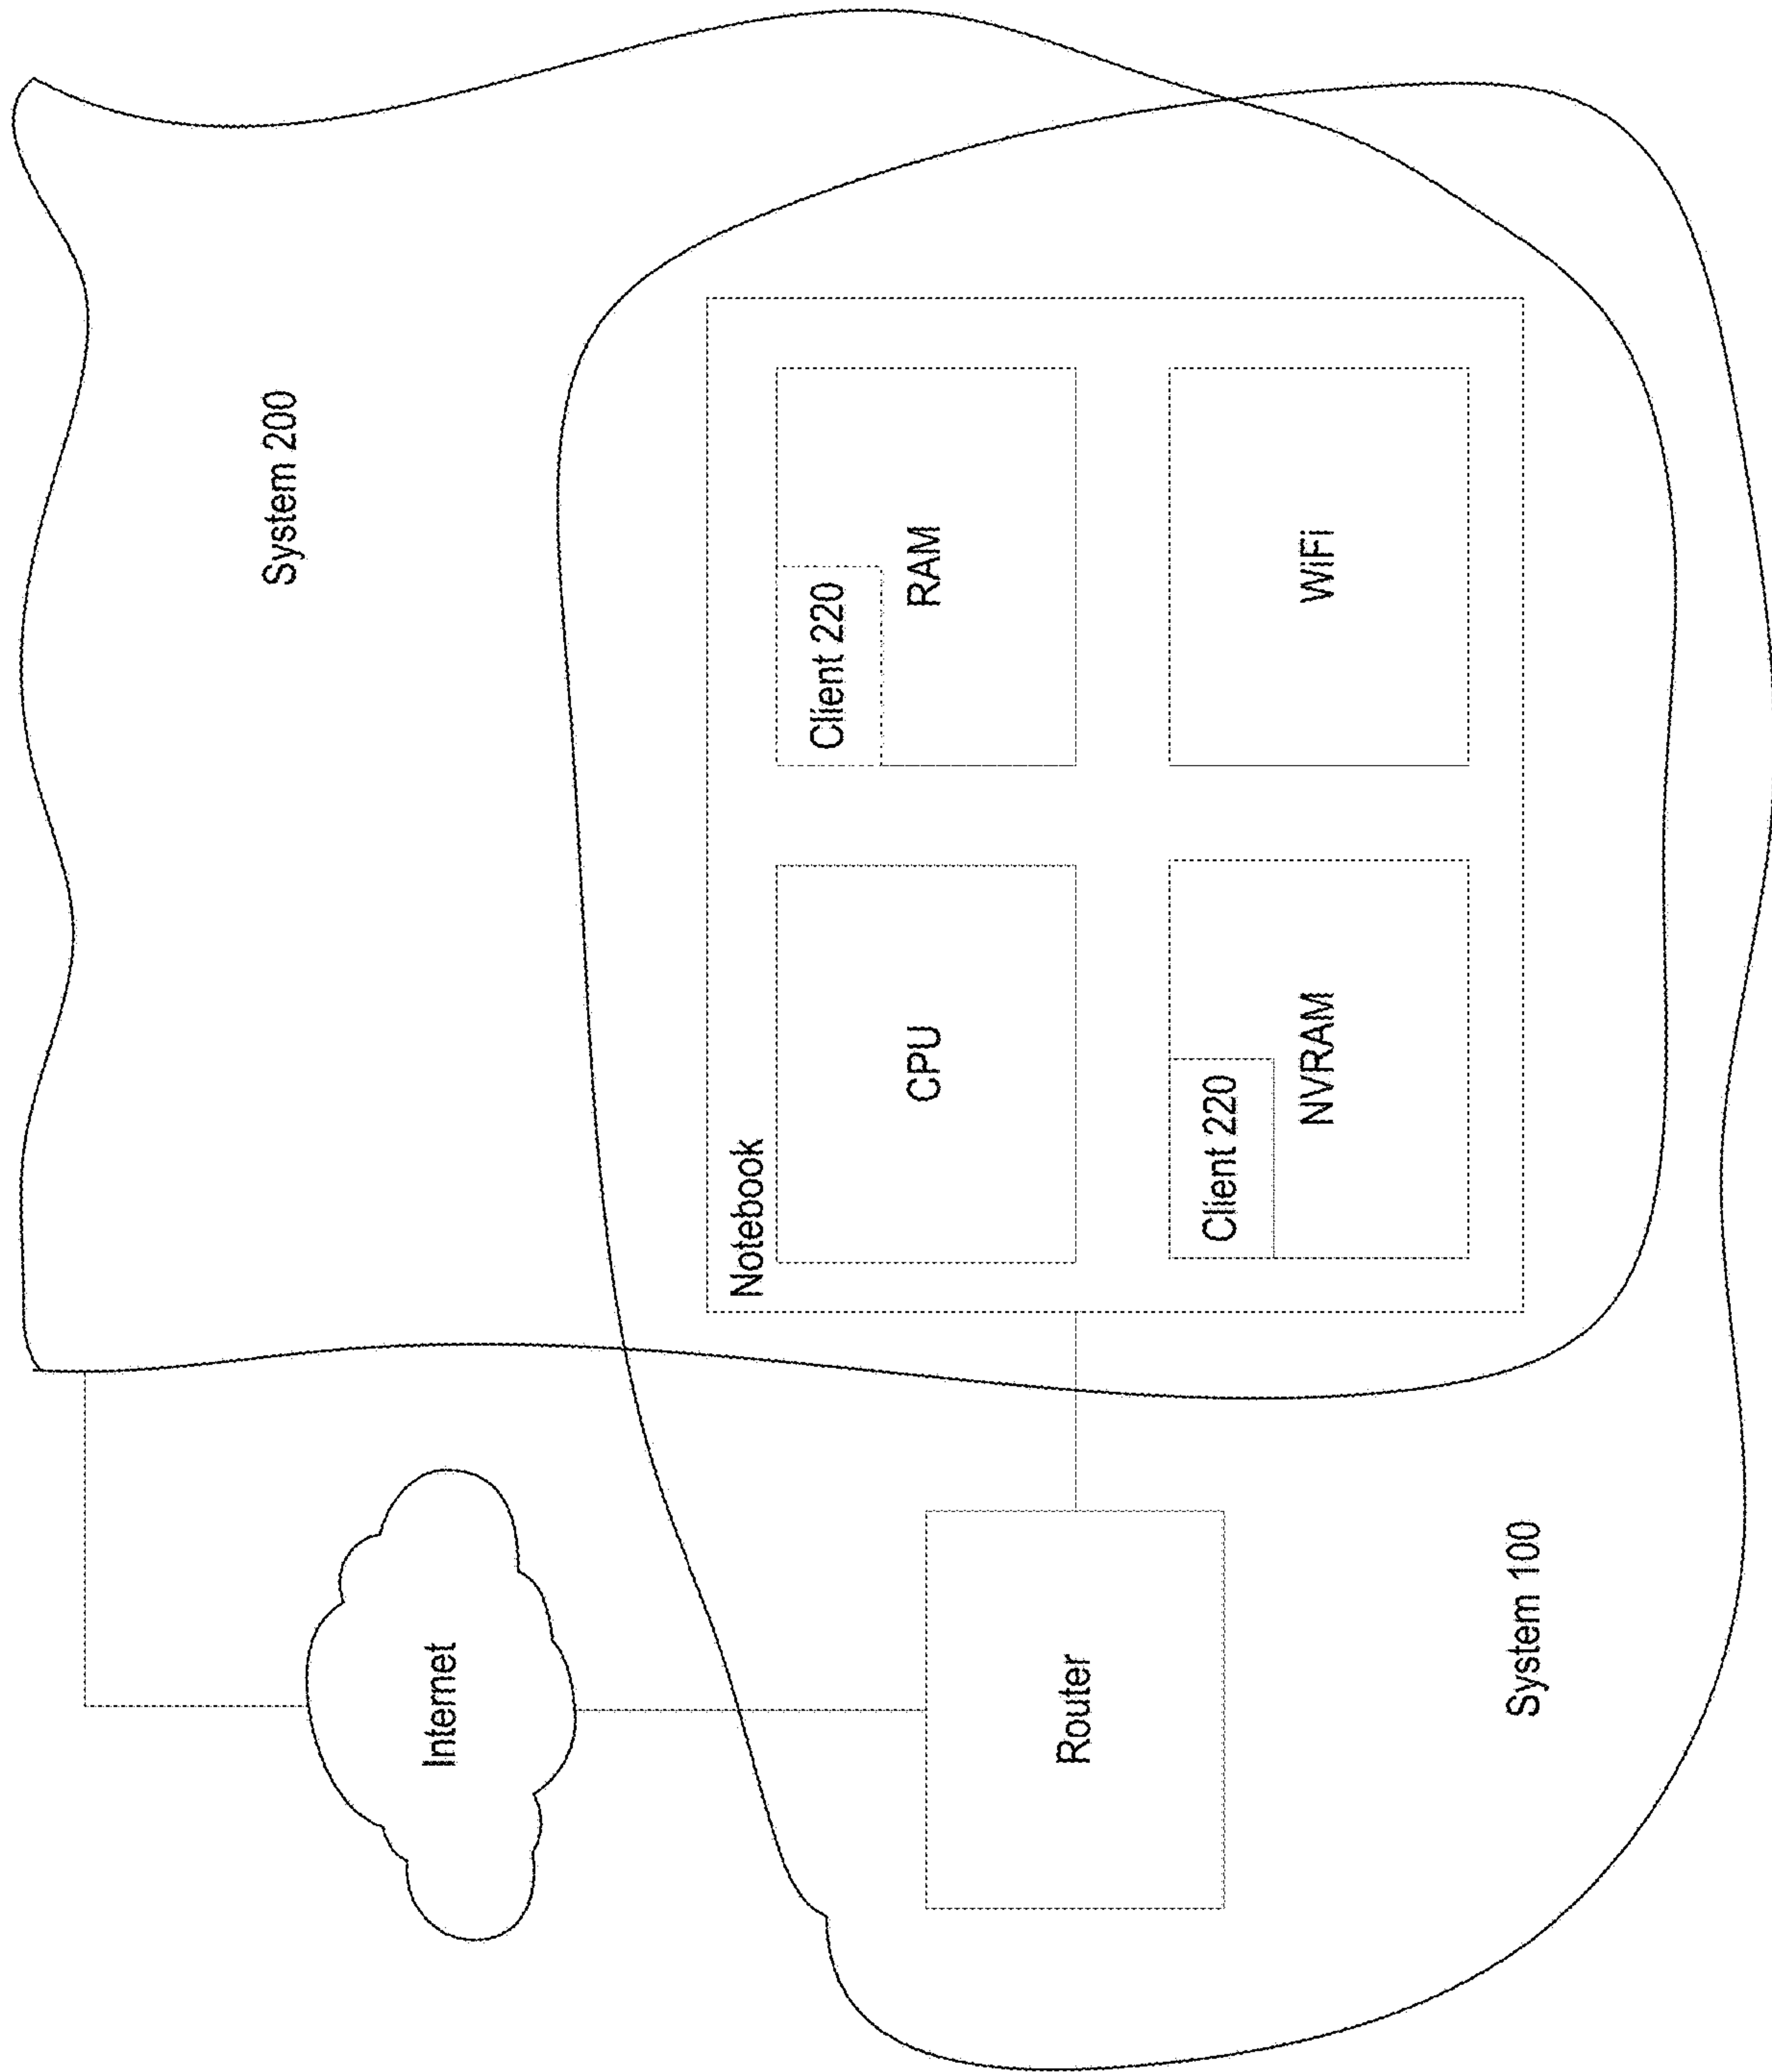 Internet
System 200
Notebook
CPU
Client 220
RAM
Router
Client 220
NVRAM
WiFi
System 100